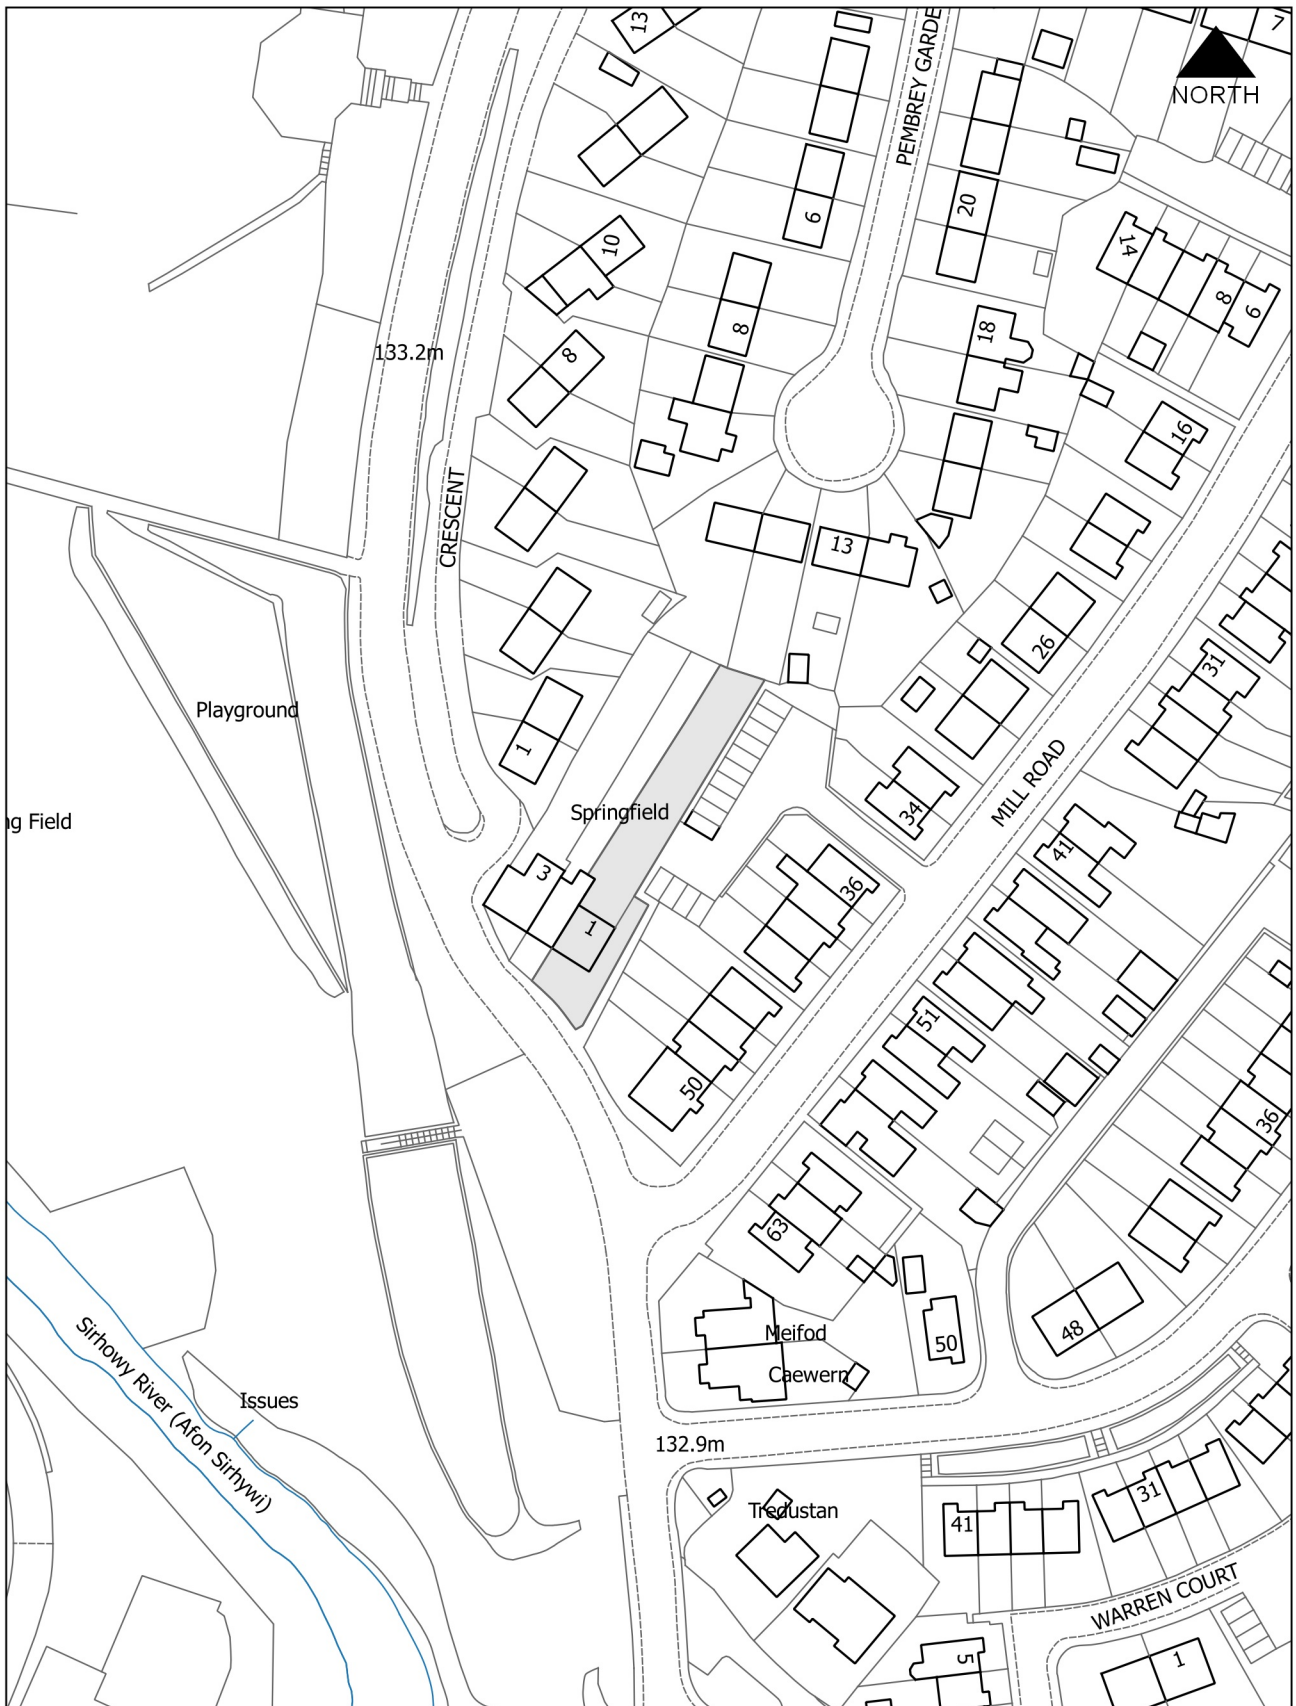 13
7
NORTH
PEMBREY GARDE
6
20
10
14
8
6
8
18
8
133.2m
16
CRESCENT
13
26
31
Playground
1
MILL ROAD
Springfield
34
ng Field
41
3
36
1
51
50
36
63
Meifod
48
50
Caewern
Sirhowy River (Afon Sirhywi)
Issues
132.9m
31
Tredustan
41
WARREN COURT
5
1